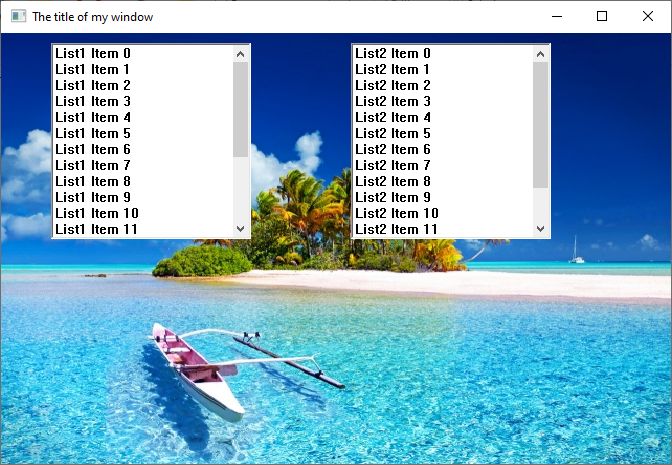 The title of my window
List1 Item 0
List1 Item 1
List1 Item 2
List1 Item 3
List1 Item 4
List1 Item 5
List1 Item 6
List1 Item 7
List1 Item 8
List1 Item 9
List1 Item 10
List1 Item 11
List2 Item 0
List2 Item 1
List2 Item 2
List2 Item 3
List2 Item 4
List2 Item 5
List2 Item 6
List2 Item 7
List2 Item 8
List2 Item 9
List2 Item 10
List2 Item 11